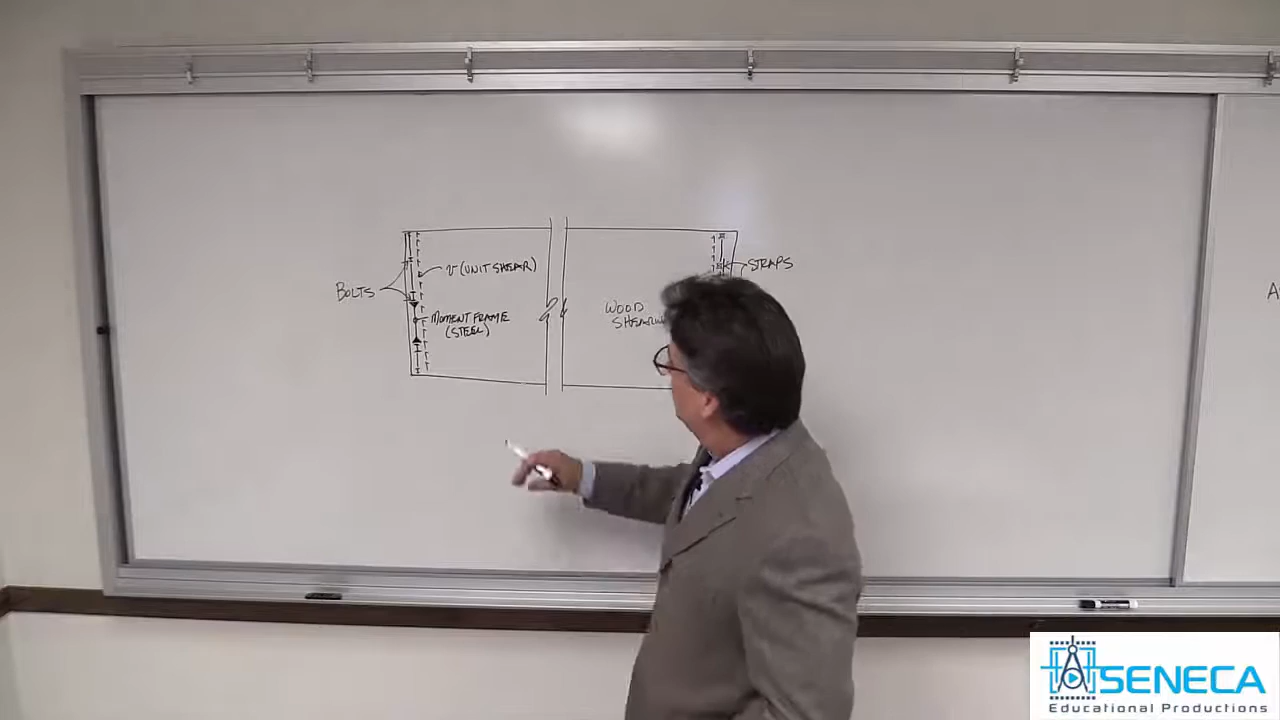 v (UNIT SHEAR)
STRAPS
BOLTS
MOMENT FRAME
(STEEL)
WOOD
SENECA
Educational Productions